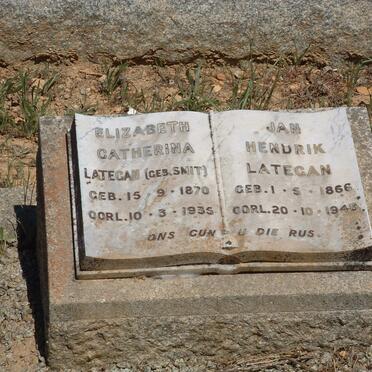 ELIZABETH
CATHERINA
LATEGAN (GEB. SMIT)
GEB. 15 - 9 - 1870
OORL. 10 - 3 - 1935
JAN
HENDRIK
LATEGAN
GEB. 1 - 5 - 1866
OORL. 20 - 10 -
ONS GUN U DIE RUS.